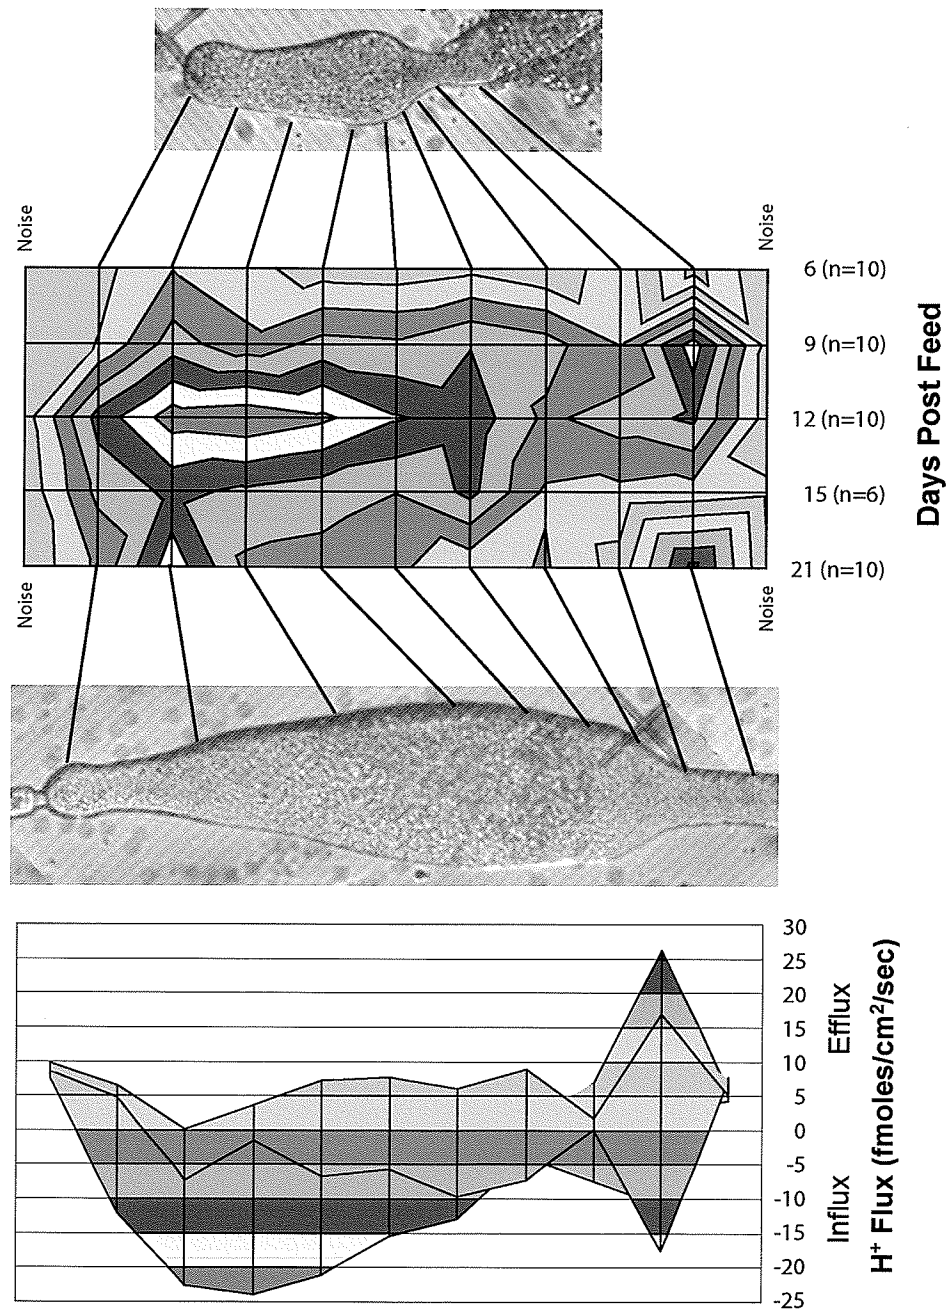 Noise
Noise
6 (n=10)
9 (n=10)
12 (n=10)
15 (n=6)
21 (n=10)
Days Post Feed
Noise
Noise
30
25
20
15
10
5
0
-5
-10
-15
-20
-25
Efflux
Influx
H⁺ Flux (fmoles/cm²/sec)